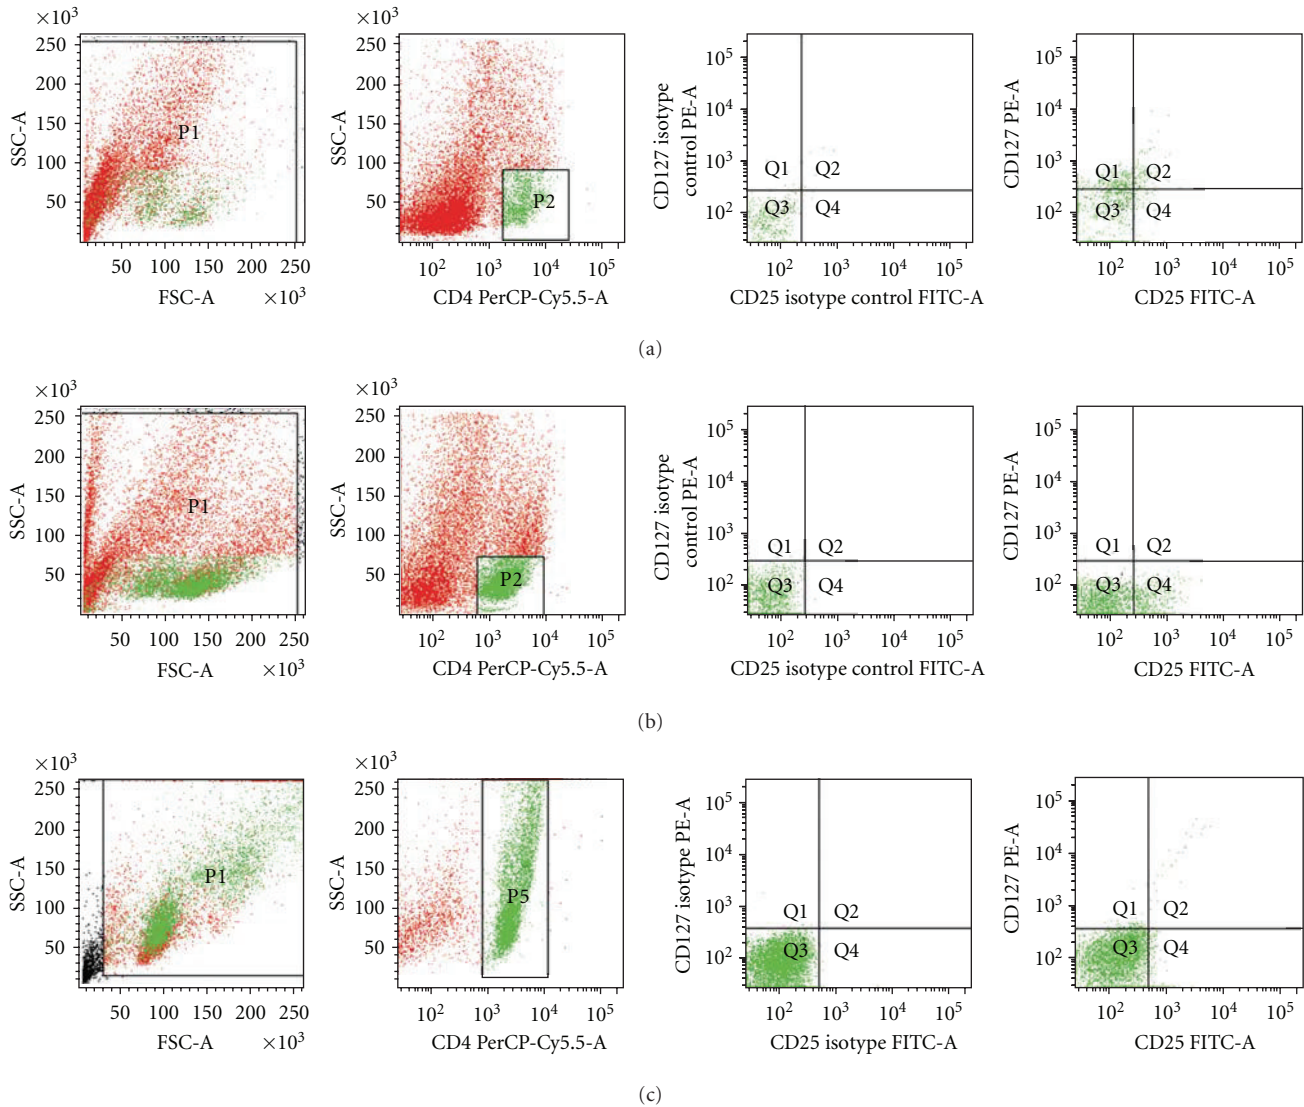 ×10³
250
200
150
100
50
SSC-A
P1
50 100 150 200 250
FSC-A ×10³
×10³
250
200
150
100
50
SSC-A
P2
10² 10³ 10⁴ 10⁵
CD4 PerCP-Cy5.5-A
CD127 isotype
control PE-A
10⁵
10⁴
10³
10²
Q1 Q2
Q3 Q4
10² 10³ 10⁴ 10⁵
CD25 isotype control FITC-A
CD127 PE-A
10⁵
10⁴
10³
10²
Q1 Q2
Q3 Q4
10² 10³ 10⁴ 10⁵
CD25 FITC-A
(a)
×10³
250
200
150
100
50
SSC-A
P1
50 100 150 200 250
FSC-A ×10³
×10³
250
200
150
100
50
SSC-A
P2
10² 10³ 10⁴ 10⁵
CD4 PerCP-Cy5.5-A
CD127 isotype
control PE-A
10⁵
10⁴
10³
10²
Q1 Q2
Q3 Q4
10² 10³ 10⁴ 10⁵
CD25 isotype control FITC-A
CD127 PE-A
10⁵
10⁴
10³
10²
Q1 Q2
Q3 Q4
10² 10³ 10⁴ 10⁵
CD25 FITC-A
(b)
×10³
250
200
150
100
50
SSC-A
P1
50 100 150 200 250
FSC-A ×10³
×10³
250
200
150
100
50
SSC-A
P5
10² 10³ 10⁴ 10⁵
CD4 PerCP-Cy5.5-A
CD127 isotype PE-A
10⁵
10⁴
10³
10²
Q1 Q2
Q3 Q4
10² 10³ 10⁴ 10⁵
CD25 isotype FITC-A
CD127 PE-A
10⁵
10⁴
10³
10²
Q1 Q2
Q3 Q4
10² 10³ 10⁴ 10⁵
CD25 FITC-A
(c)